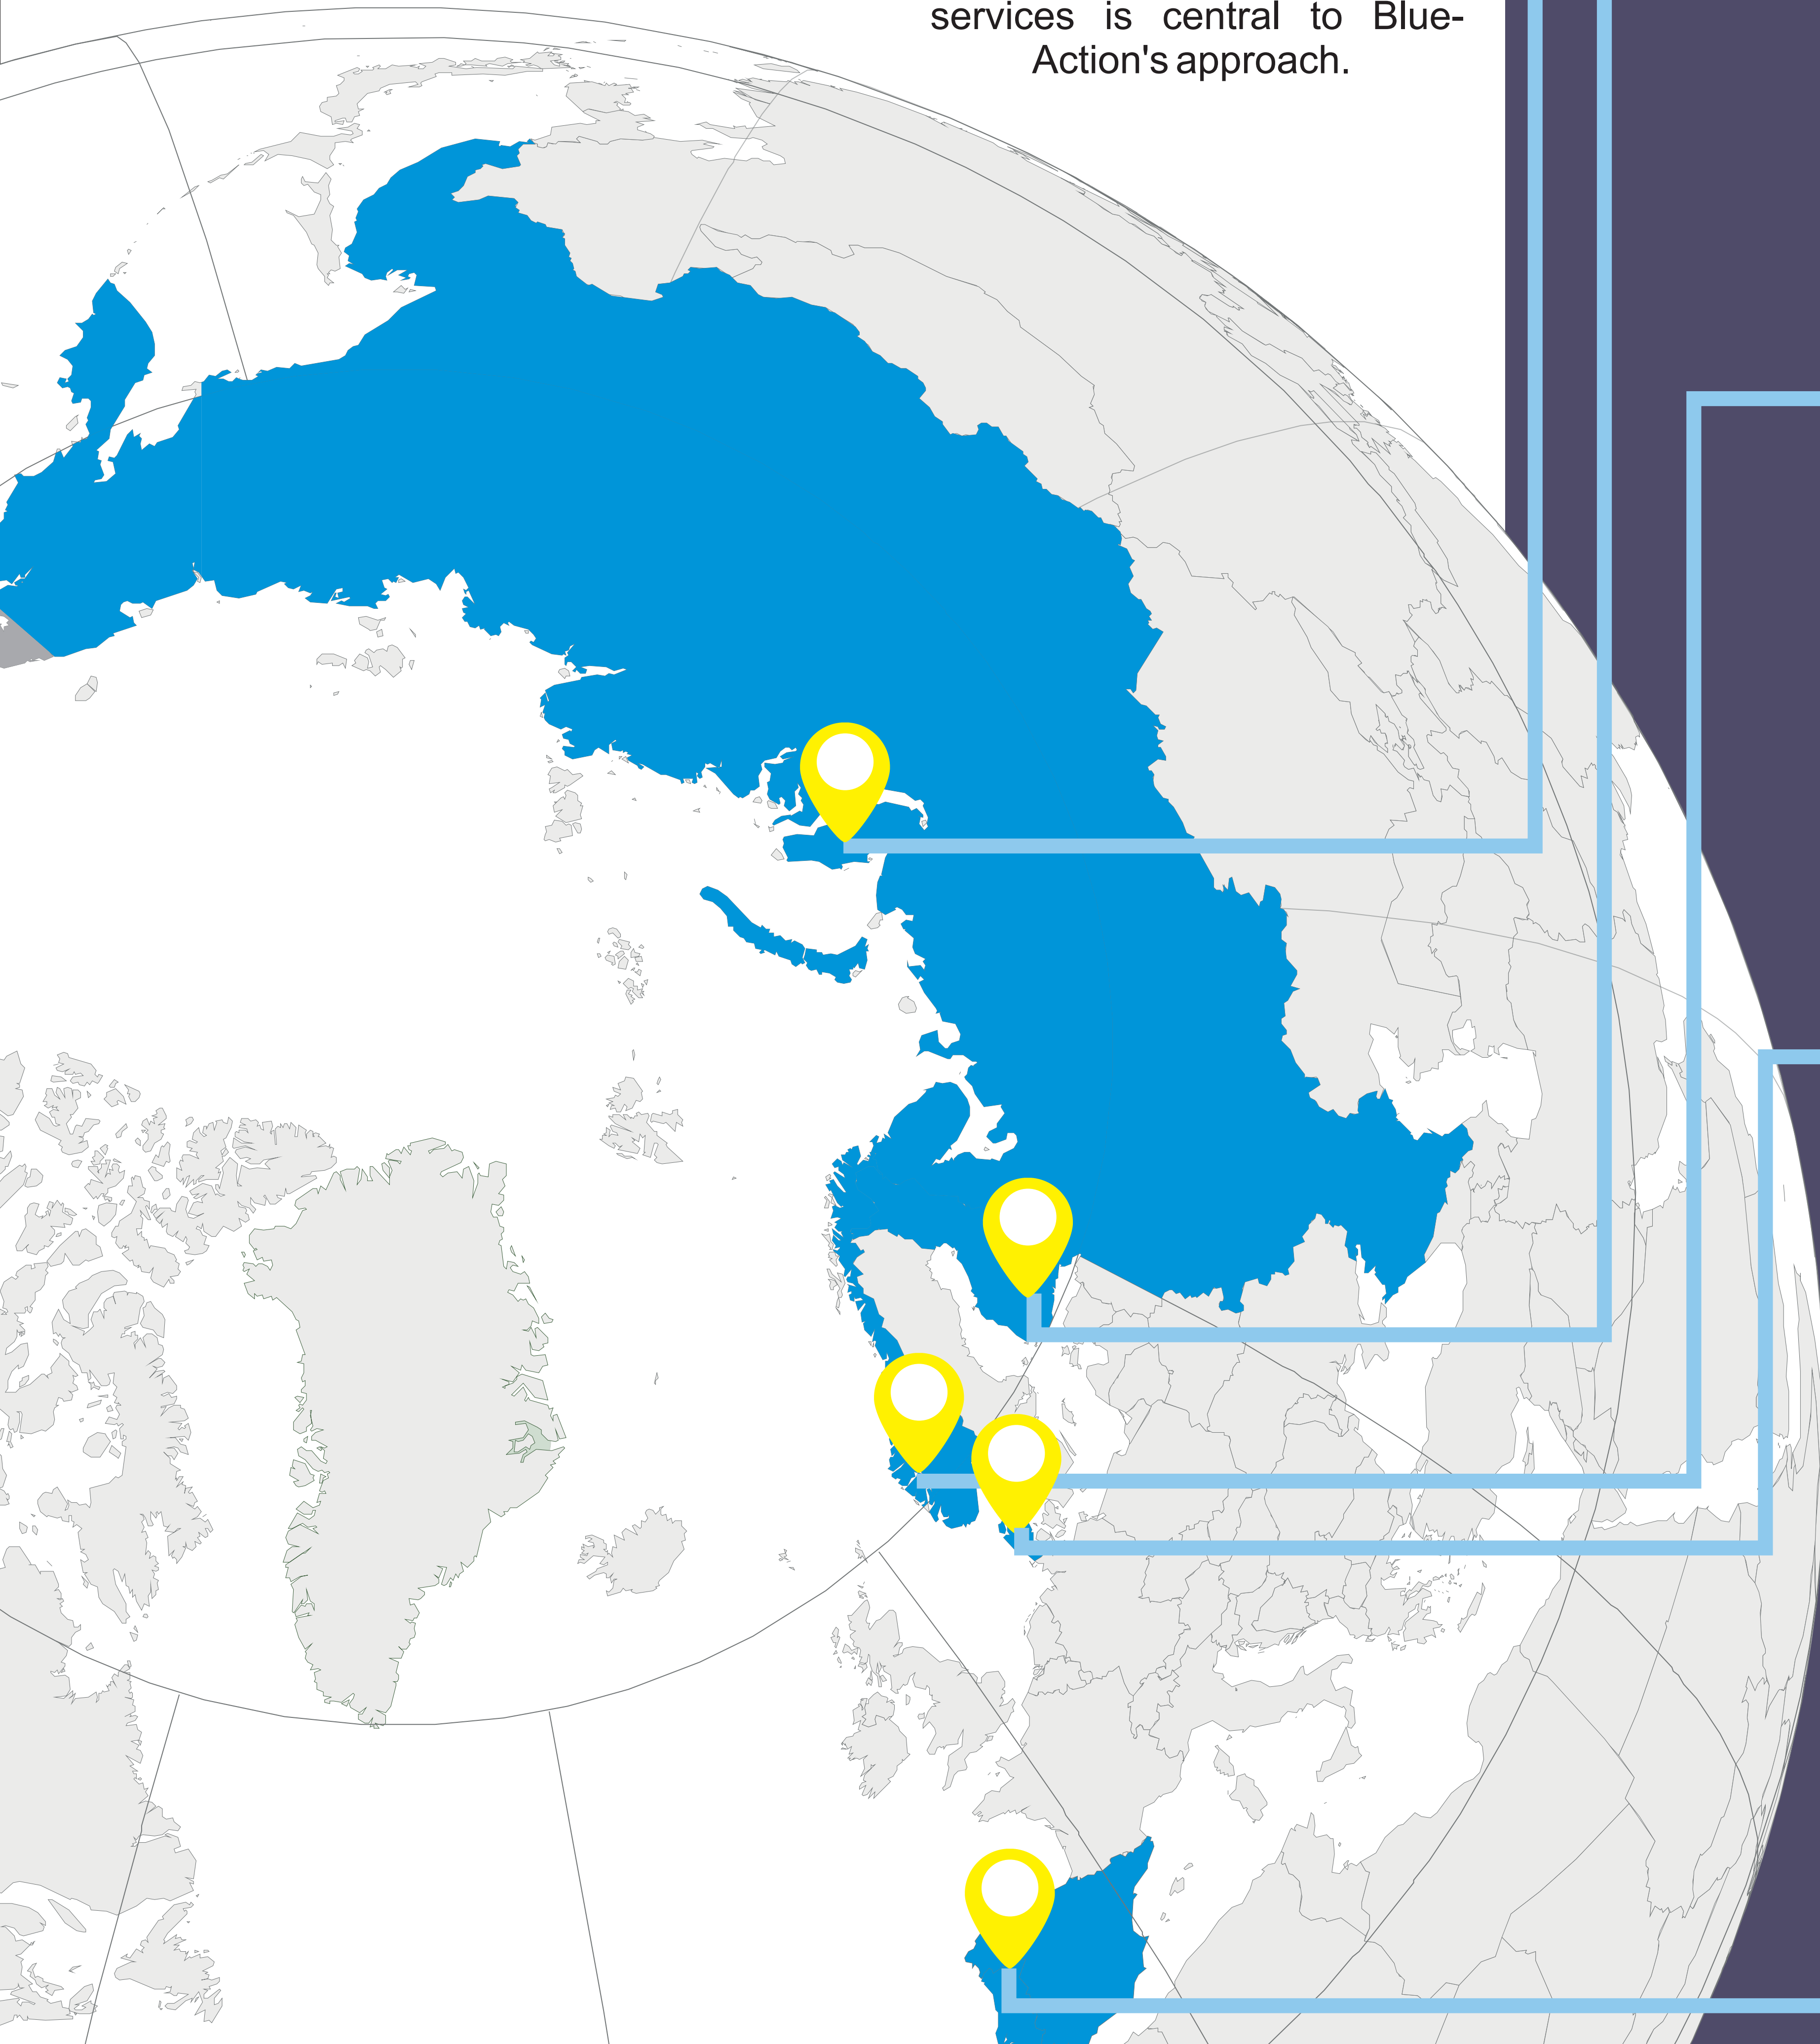 services is central to Blue-
Action's approach.